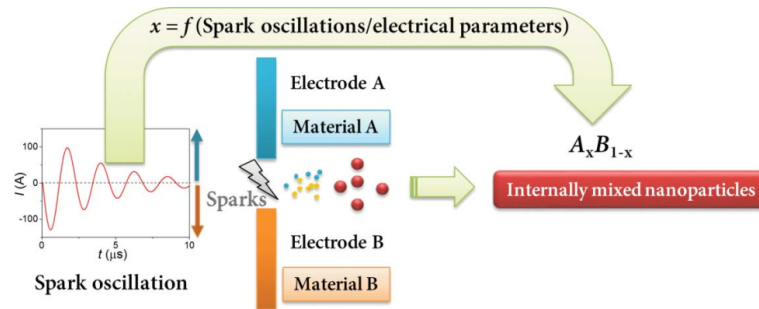 x = f (Spark oscillations/electrical parameters)
Electrode A
Material A
100
0
-100
I (A)
0
5
10
t (μs)
Spark oscillation
Sparks
Electrode B
Material B
AₓB₁₋ₓ
Internally mixed nanoparticles